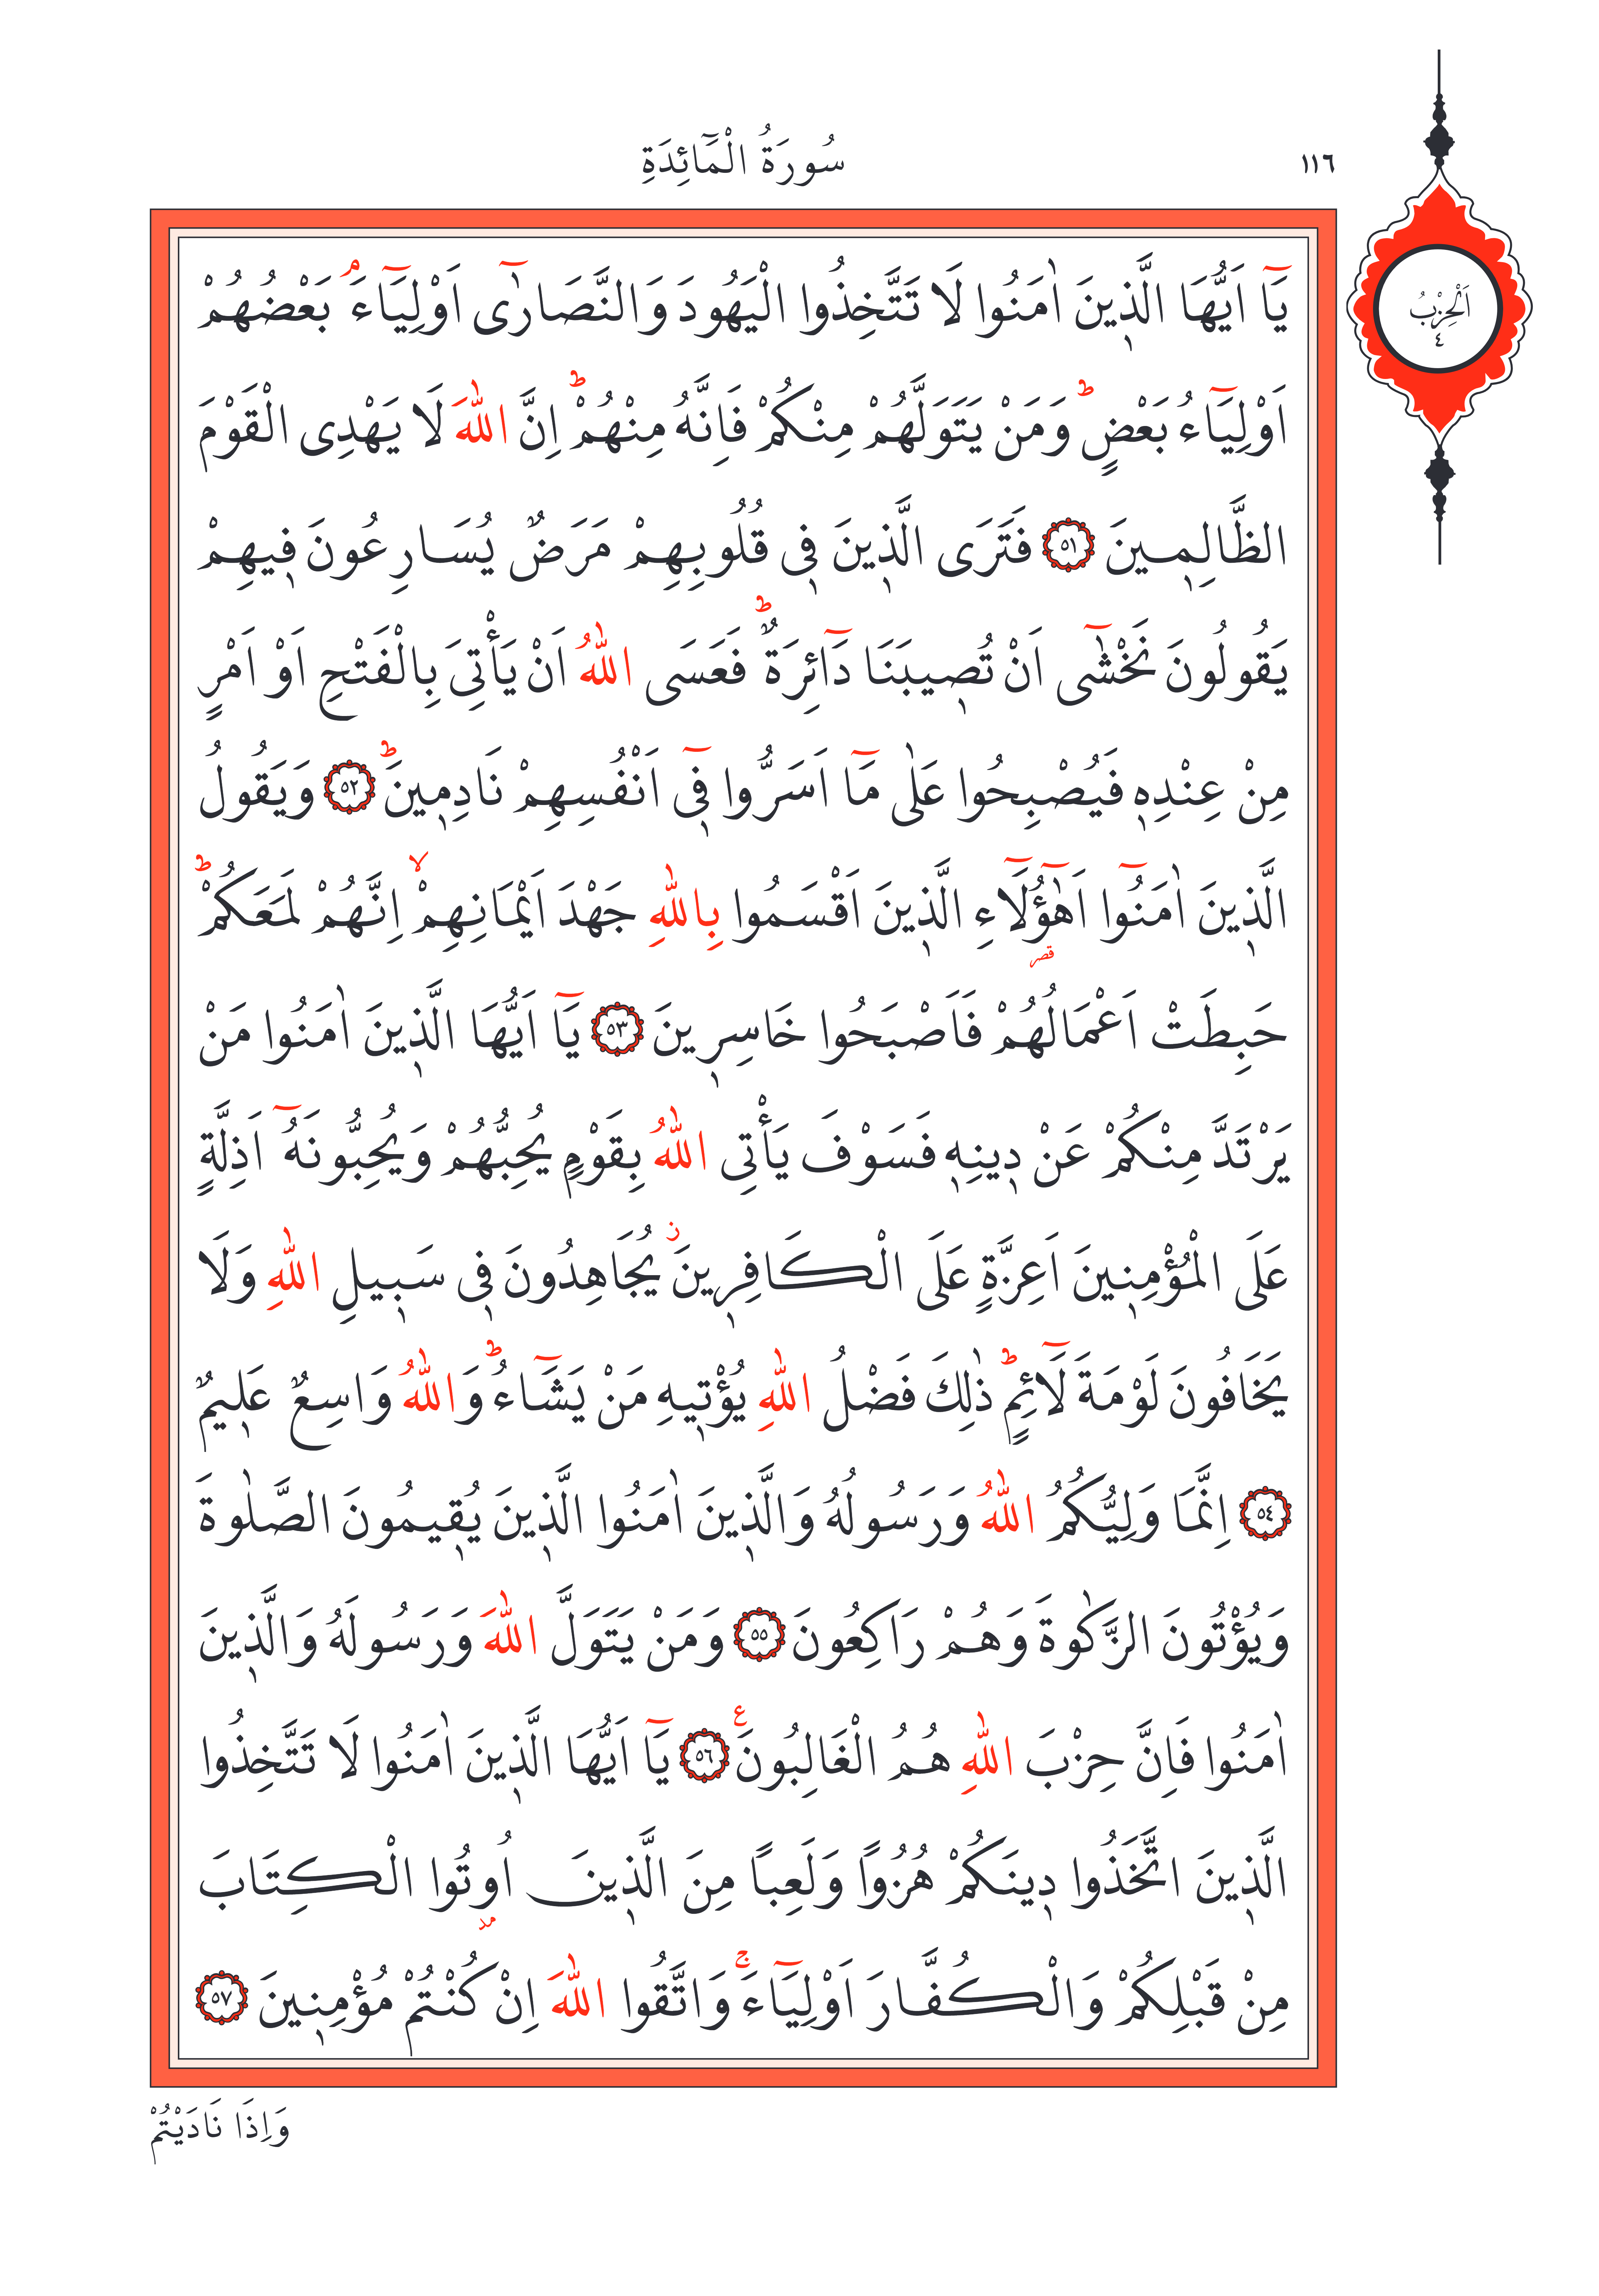 سُورَةُ الْمَٓائِدَةِ
١١٦
اَلْحِزْبُ
٤
يَٓا اَيُّهَا الَّذ۪ينَ اٰمَنُوا لَا تَتَّخِذُوا الْيَهُودَ وَالنَّصَارٰٓى اَوْلِيَٓاءَۢ بَعْضُهُمْ
اَوْلِيَٓاءُ بَعْضٍۜ وَمَنْ يَتَوَلَّهُمْ مِنْكُمْ فَاِنَّهُ مِنْهُمْۜ اِنَّ اللّٰهَ لَا يَهْدِى الْقَوْمَ
الظَّالِم۪ينَ ﴿٥١﴾ فَتَرَى الَّذ۪ينَ ف۪ى قُلُوبِهِمْ مَرَضٌ يُسَارِعُونَ ف۪يهِمْ
يَقُولُونَ نَخْشٰٓى اَنْ تُص۪يبَنَا دَٓائِرَةٌۜ فَعَسَى اللّٰهُ اَنْ يَأْتِىَ بِالْفَتْحِ اَوْ اَمْرٍ
مِنْ عِنْدِه۪ فَيُصْبِحُوا عَلٰى مَٓا اَسَرُّوا ف۪ٓى اَنْفُسِهِمْ نَادِم۪ينَۜ ﴿٥٢﴾ وَيَقُولُ
الَّذ۪ينَ اٰمَنُٓوا اَهٰٓؤُ۬لَٓاءِ الَّذ۪ينَ اَقْسَمُوا بِاللّٰهِ جَهْدَ اَيْمَانِهِمْۙ اِنَّهُمْ لَمَعَكُمْۜ
قصر
حَبِطَتْ اَعْمَالُهُمْ فَاَصْبَحُوا خَاسِر۪ينَ ﴿٥٣﴾ يَٓا اَيُّهَا الَّذ۪ينَ اٰمَنُوا مَنْ
يَرْتَدَّ مِنْكُمْ عَنْ د۪ينِه۪ فَسَوْفَ يَأْتِى اللّٰهُ بِقَوْمٍ يُحِبُّهُمْ وَيُحِبُّونَهُٓ اَذِلَّةٍ
عَلَى الْمُؤْمِن۪ينَ اَعِزَّةٍ عَلَى الْكَافِر۪ينَۘ يُجَاهِدُونَ ف۪ى سَب۪يلِ اللّٰهِ وَلَا
يَخَافُونَ لَوْمَةَ لَٓائِمٍۜ ذٰلِكَ فَضْلُ اللّٰهِ يُؤْت۪يهِ مَنْ يَشَٓاءُۜ وَاللّٰهُ وَاسِعٌ عَل۪يمٌ
﴿٥٤﴾ اِنَّمَا وَلِيُّكُمُ اللّٰهُ وَرَسُولُهُ وَالَّذ۪ينَ اٰمَنُوا الَّذ۪ينَ يُق۪يمُونَ الصَّلٰوةَ
وَيُؤْتُونَ الزَّكٰوةَ وَهُمْ رَاكِعُونَ ﴿٥٥﴾ وَمَنْ يَتَوَلَّ اللّٰهَ وَرَسُولَهُ وَالَّذ۪ينَ
اٰمَنُوا فَاِنَّ حِزْبَ اللّٰهِ هُمُ الْغَالِبُونَ ع ﴿٥٦﴾ يَٓا اَيُّهَا الَّذ۪ينَ اٰمَنُوا لَا تَتَّخِذُوا
الَّذ۪ينَ اتَّخَذُوا د۪ينَكُمْ هُزُوًا وَلَعِبًا مِنَ الَّذ۪ينَ اُو۫تُوا الْكِتَابَ
مد
مِنْ قَبْلِكُمْ وَالْكُفَّارَ اَوْلِيَٓاءَۚ وَاتَّقُوا اللّٰهَ اِنْ كُنْتُمْ مُؤْمِن۪ينَ ﴿٥٧﴾
وَاِذَا نَادَيْتُمْ